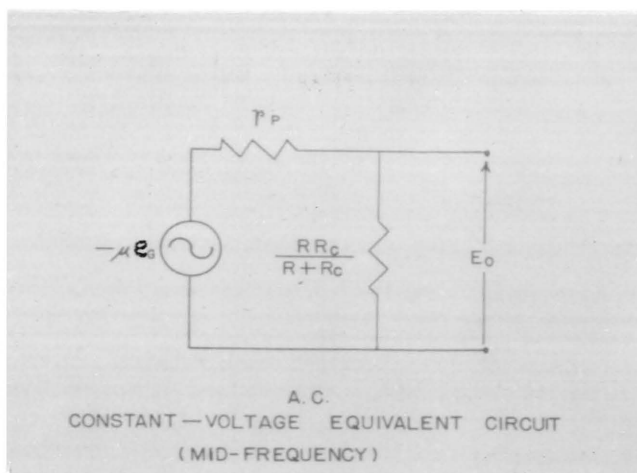 rP
-μeG
RRC
R+RC
EO
A.C.
CONSTANT—VOLTAGE EQUIVALENT CIRCUIT
(MID-FREQUENCY)